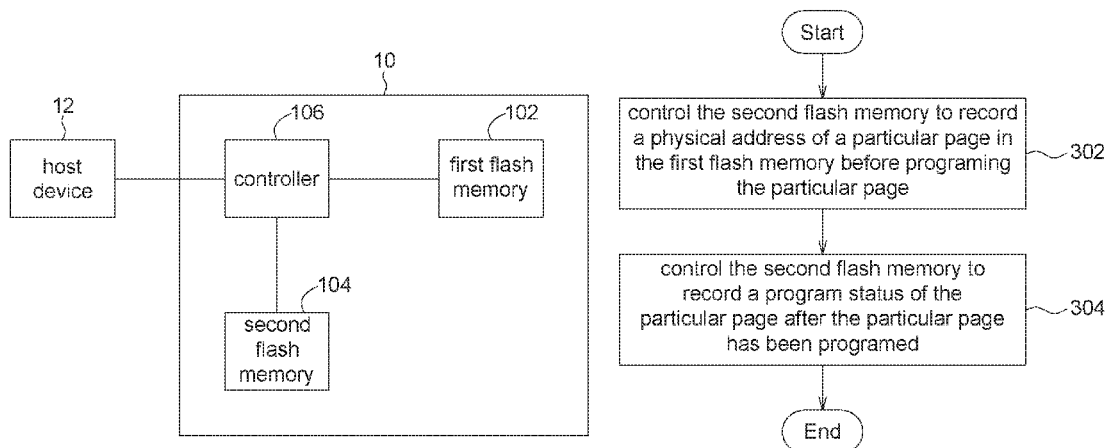 10
12
host
device
106
controller
102
first flash
memory
104
second
flash
memory
Start
control the second flash memory to record
a physical address of a particular page in
the first flash memory before programing
the particular page
302
control the second flash memory to
record a program status of the
particular page after the particular page
has been programed
304
End